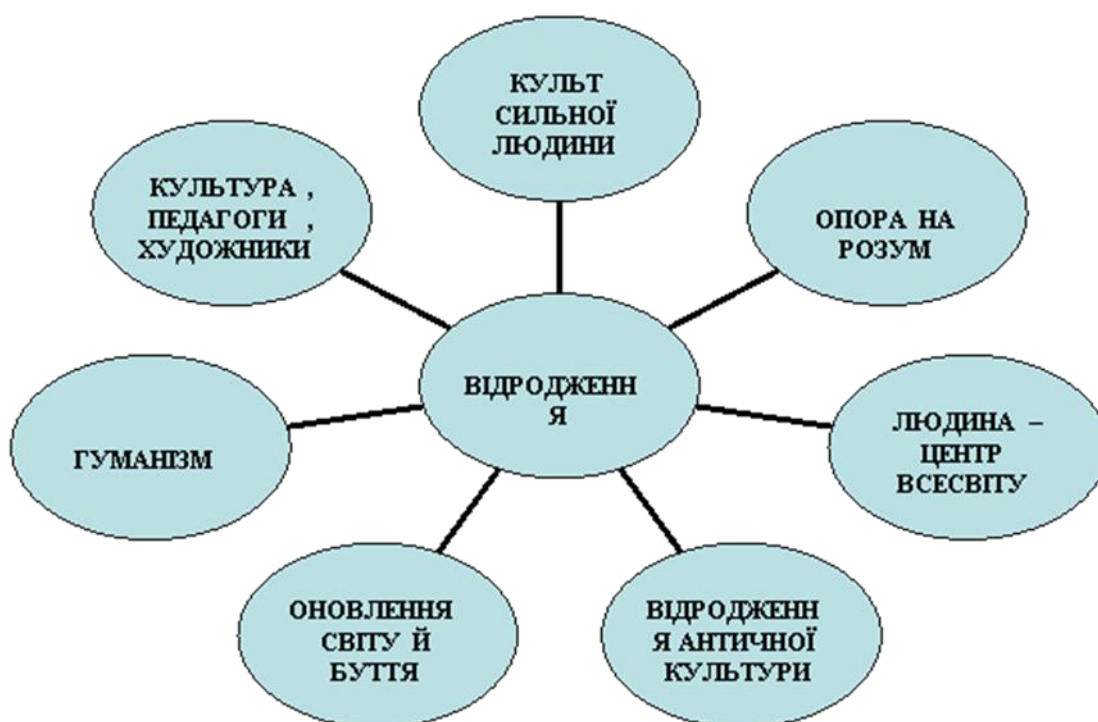 КУЛЬТ
СИЛЬНОЇ
ЛЮДИНИ
КУЛЬТУРА ,
ПЕДАГОГИ ,
ХУДОЖНИКИ
ОПОРА НА
РОЗУМ
ВІДРОДЖЕНН
Я
ГУМАНІЗМ
ЛЮДИНА –
ЦЕНТР
ВСЕСВІТУ
ОНОВЛЕННЯ
СВІТУ Й
БУТТЯ
ВІДРОДЖЕНН
Я АНТИЧНОЇ
КУЛЬТУРИ